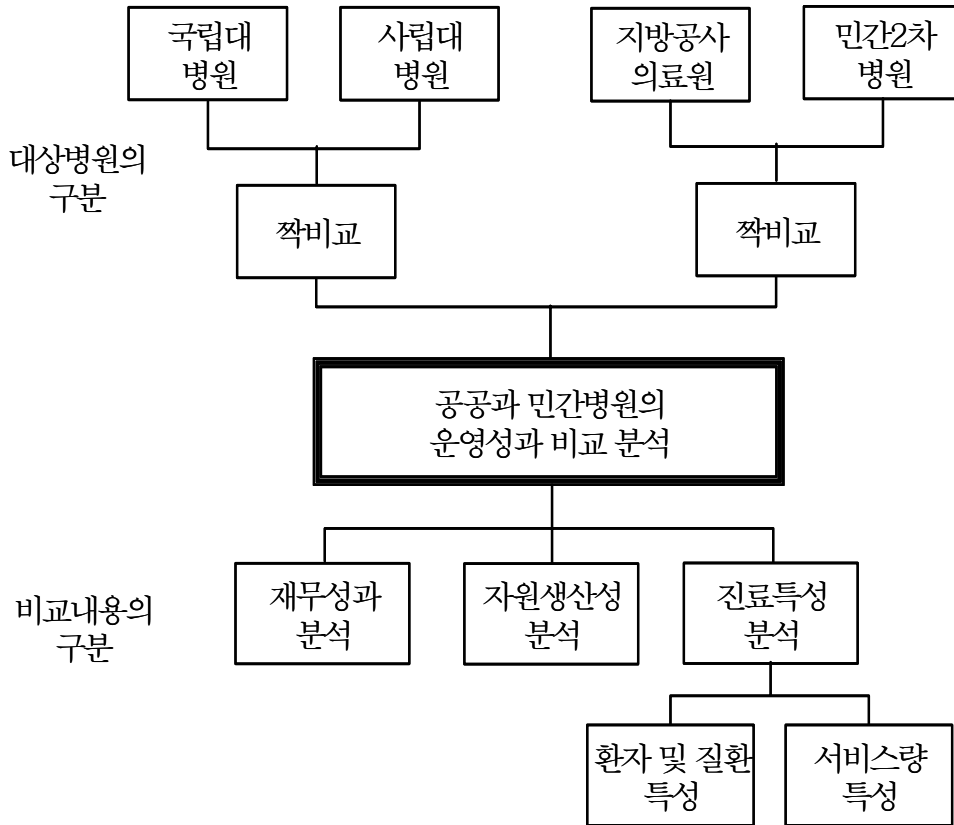 국립대
병원
사립대
병원
지방공사
의료원
민간2차
병원
대상병원의
구분
짝비교
짝비교
공공과 민간병원의
운영성과 비교 분석
비교내용의
구분
재무성과
분석
자원생산성
분석
진료특성
분석
환자 및 질환
특성
서비스량
특성